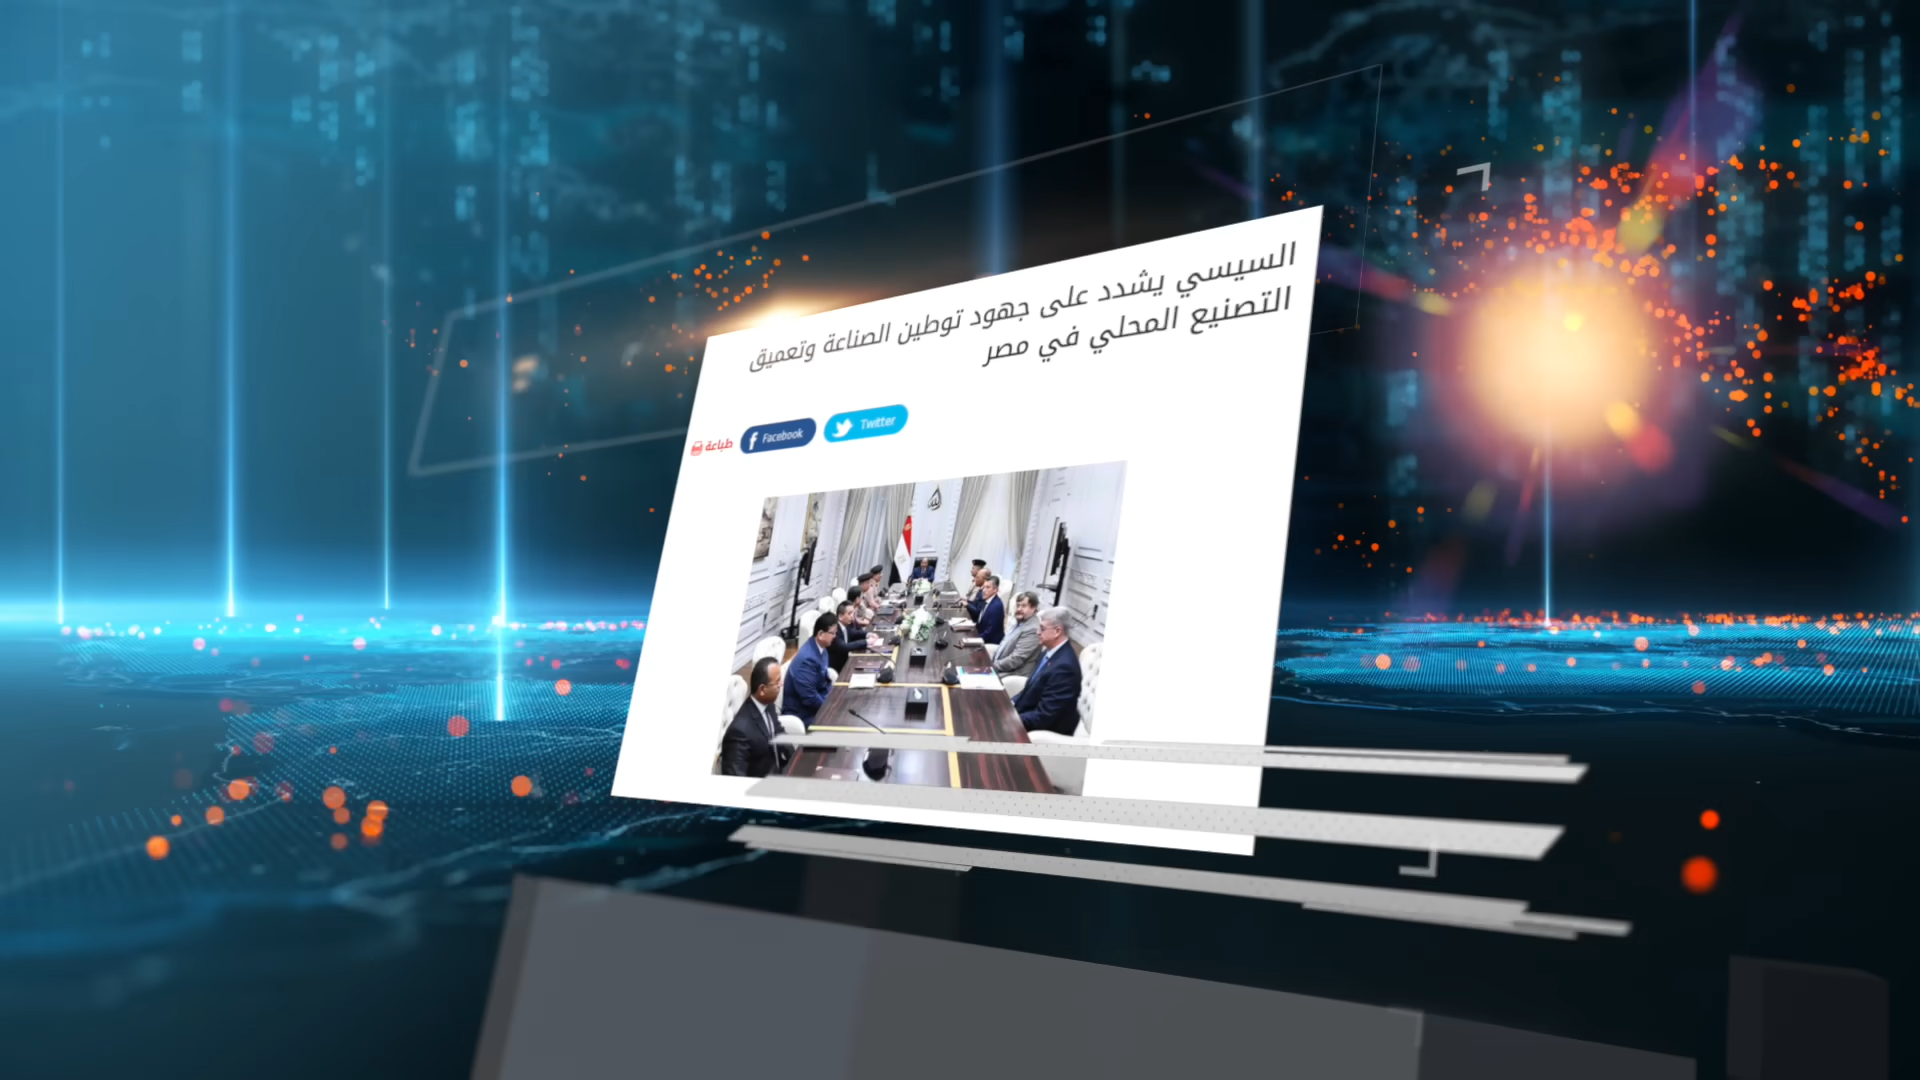 السيسي يشدد على جهود توطين الصناعة وتعميق
التصنيع المحلي في مصر
Twitter
Facebook
طباعة